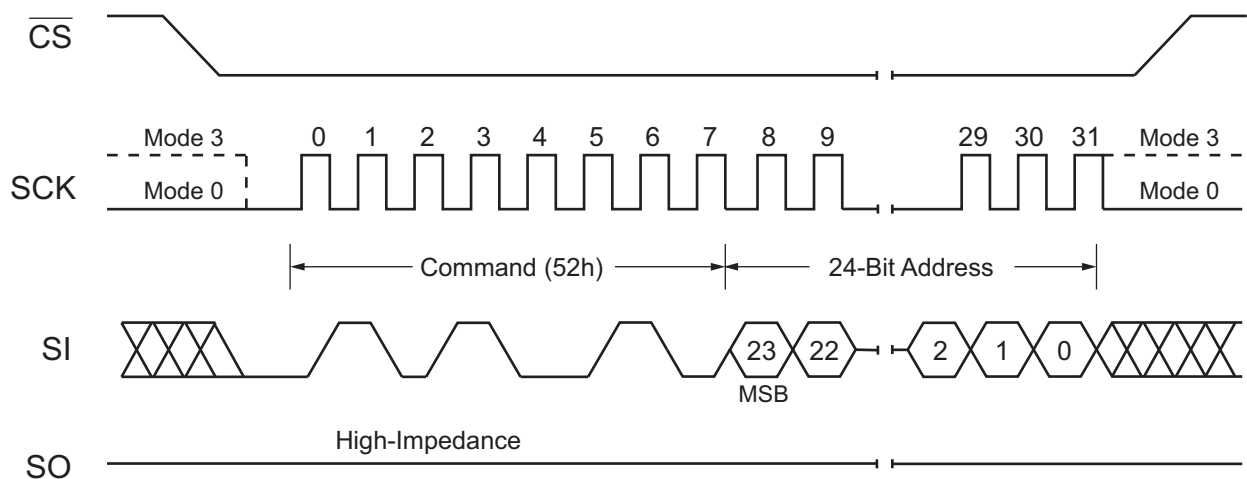 CS
Mode 3 0 1 2 3 4 5 6 7 8 9 29 30 31 Mode 3
SCK Mode 0 Mode 0
Command (52h) 24-Bit Address
SI 23 22 2 1 0
MSB
High-Impedance
SO